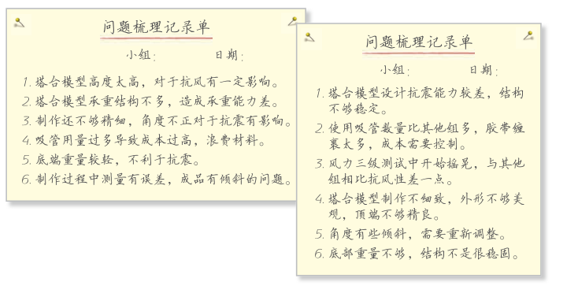 问题梳理记录单
小组：
日期：
1. 塔台模型高度太高，对于抗风有一定影响。
2. 塔台模型承重结构不多，造成承重能力差。
3. 制作还不够精细，角度不正对于抗震有影响。
4. 吸管用量过多导致成本过高，浪费材料。
5. 底端重量较轻，不利于抗震。
6. 制作过程中测量有误差，成品有倾斜的问题。
问题梳理记录单
小组：
日期：
1. 塔台模型设计抗震能力较差，结构
不够稳定。
2. 使用吸管数量比其他组多，胶带缠
裹太多，成本需要控制。
3. 风力三级测试中开始摇晃，与其他
组相比抗风性差一点。
4. 塔台模型制作不细致，外形不够美
观，顶端不够精良。
5. 角度有些倾斜，需要重新调整。
6. 底部重量不够，结构不是很稳固。